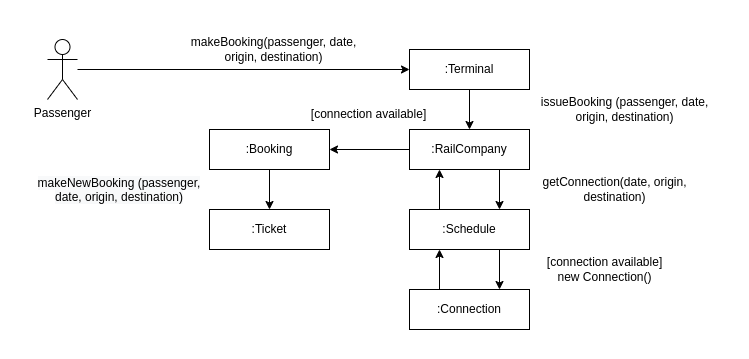 makeBooking(passenger, date,
origin, destination)
:Terminal
Passenger
issueBooking (passenger, date,
origin, destination)
[connection available]
:Booking
:RailCompany
makeNewBooking (passenger,
date, origin, destination)
getConnection(date, origin,
destination)
:Ticket
:Schedule
[connection available]
new Connection()
:Connection